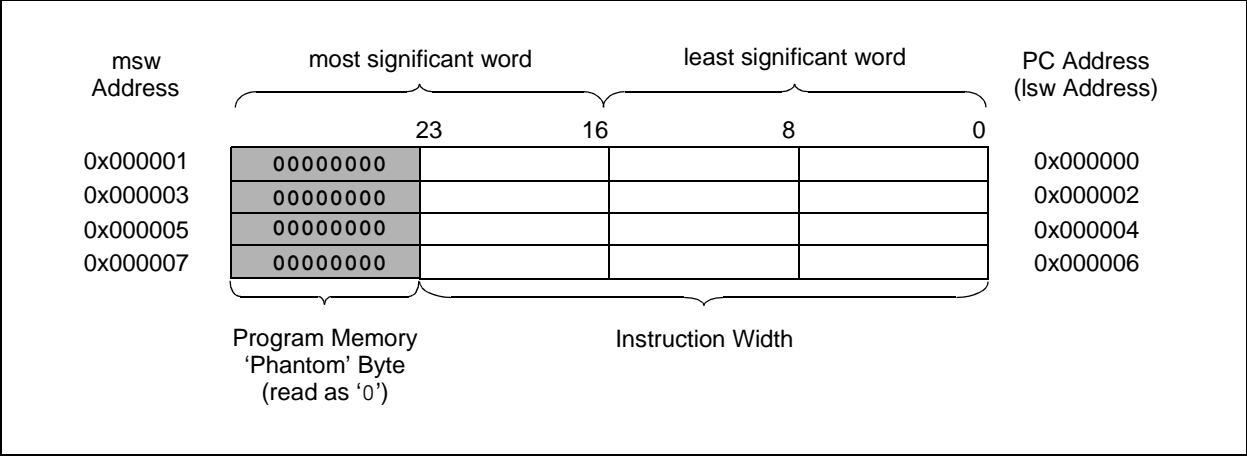 msw
Address
most significant word
least significant word
PC Address
(lsw Address)
23 16 8 0
0x000001 00000000 0x000000
0x000003 00000000 0x000002
0x000005 00000000 0x000004
0x000007 00000000 0x000006
Program Memory
‘Phantom’ Byte
(read as ‘0’)
Instruction Width